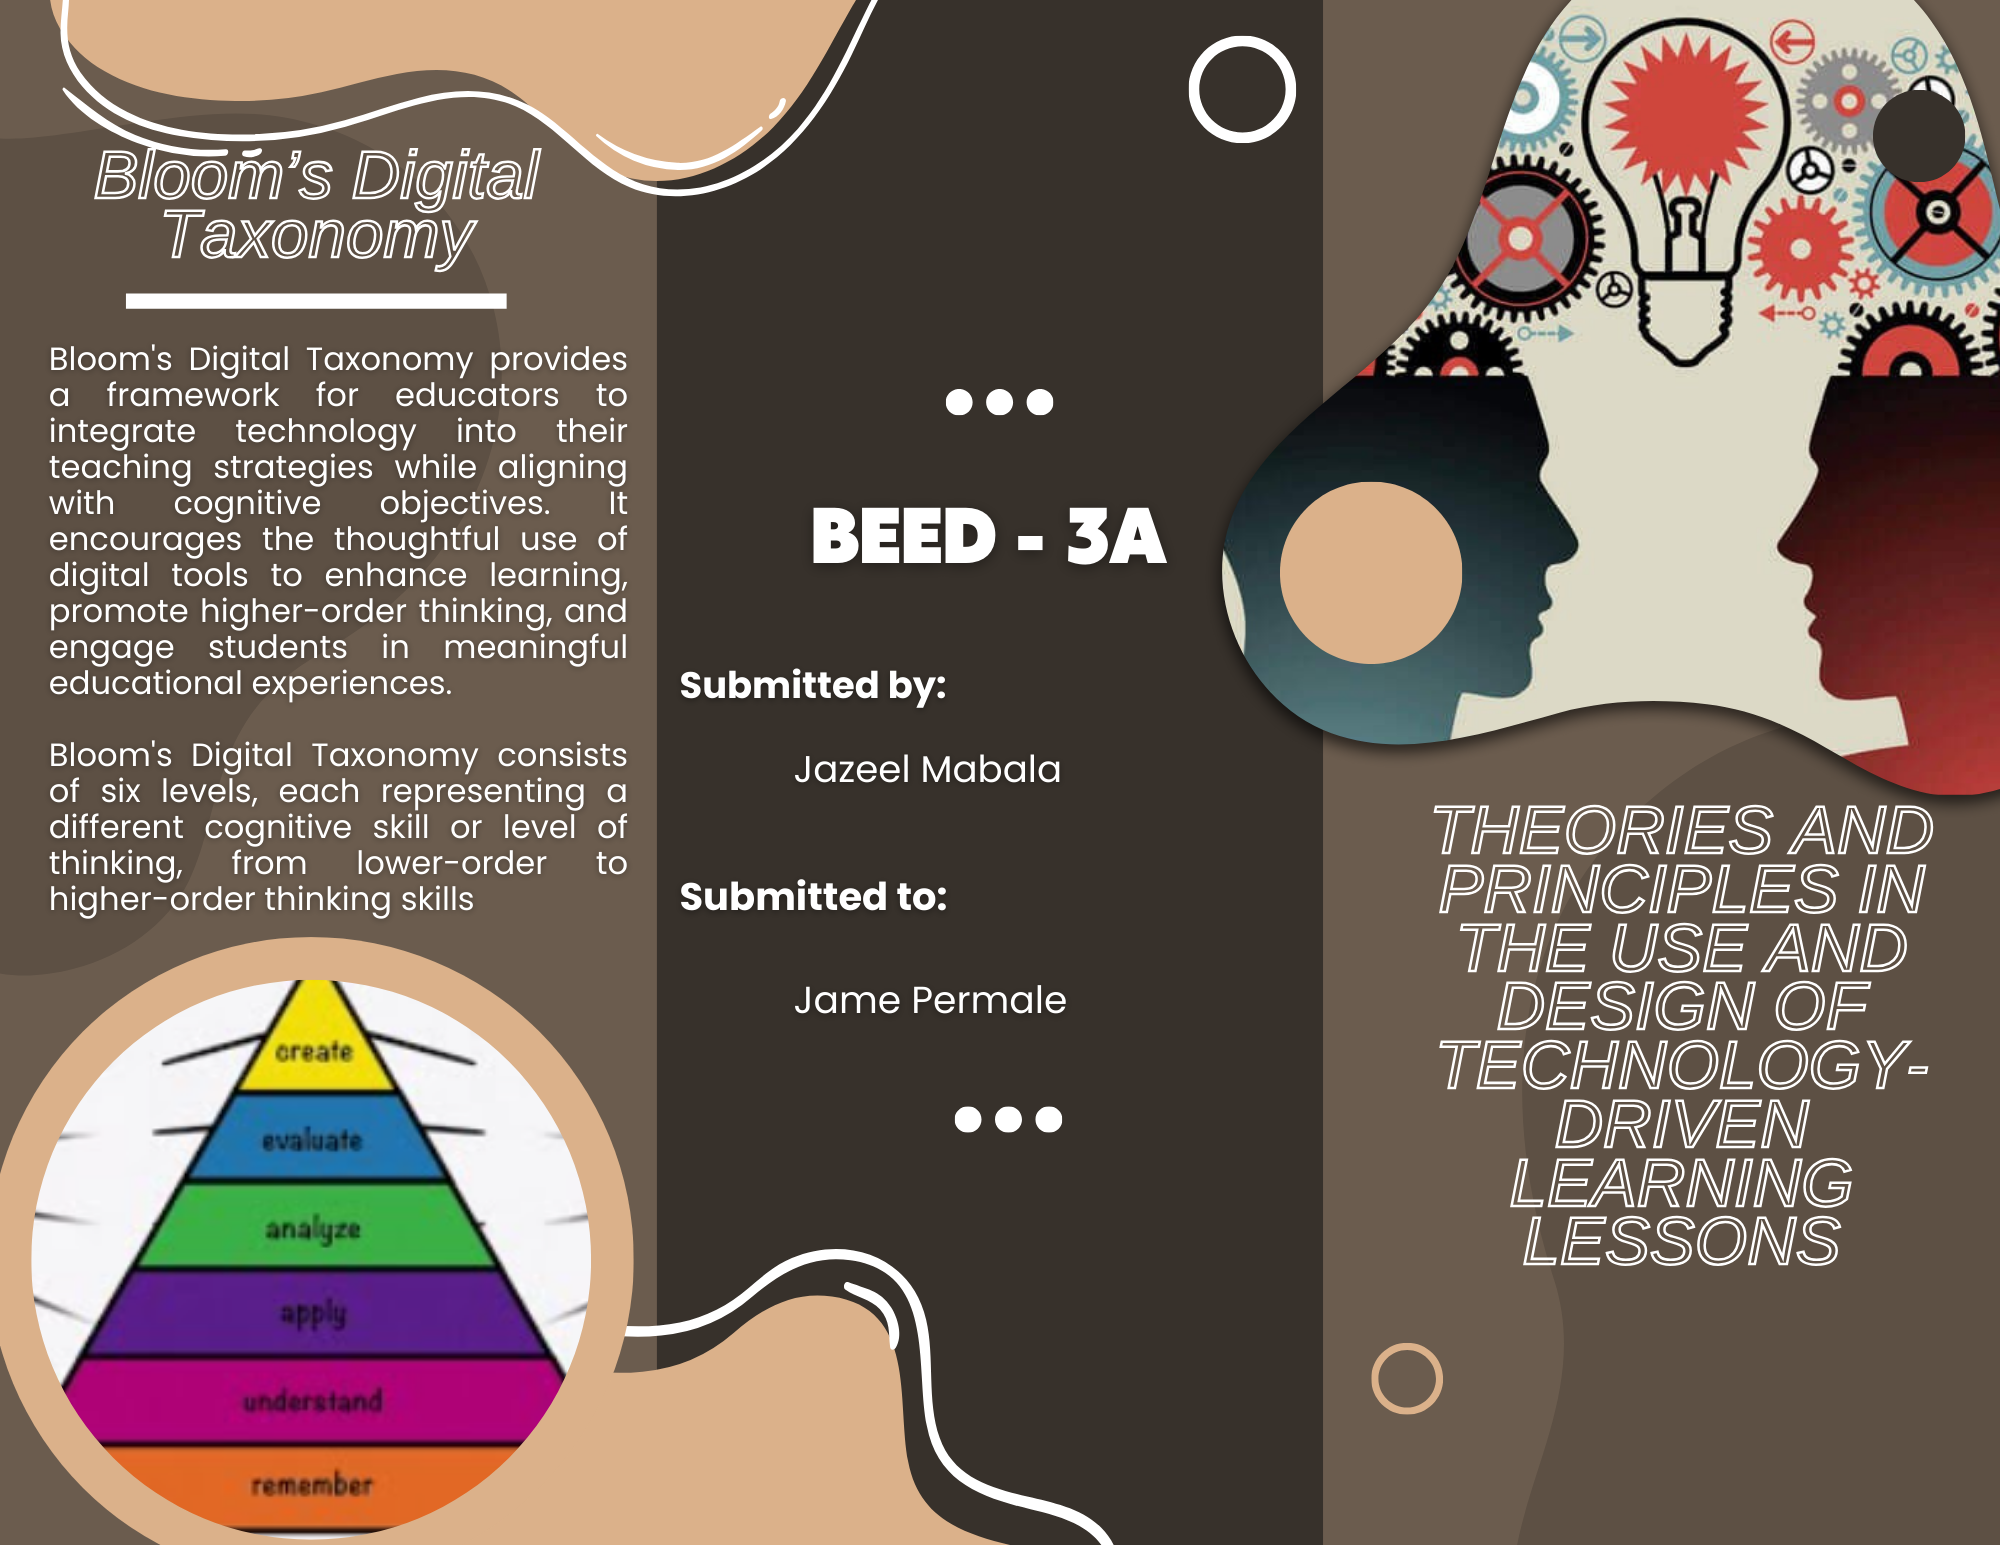 Bloom’s Digital
Taxonomy
Bloom's Digital Taxonomy provides
a framework for educators to
integrate technology into their
teaching strategies while aligning
with cognitive objectives. It
encourages the thoughtful use of
digital tools to enhance learning,
promote higher-order thinking, and
engage students in meaningful
educational experiences.
Bloom's Digital Taxonomy consists
of six levels, each representing a
different cognitive skill or level of
thinking, from lower-order to
higher-order thinking skills
create
evaluate
analyze
apply
understand
remember
BEED - 3A
Submitted by:
Jazeel Mabala
Submitted to:
Jame Permale
THEORIES AND
PRINCIPLES IN
THE USE AND
DESIGN OF
TECHNOLOGY-
DRIVEN
LEARNING
LESSONS